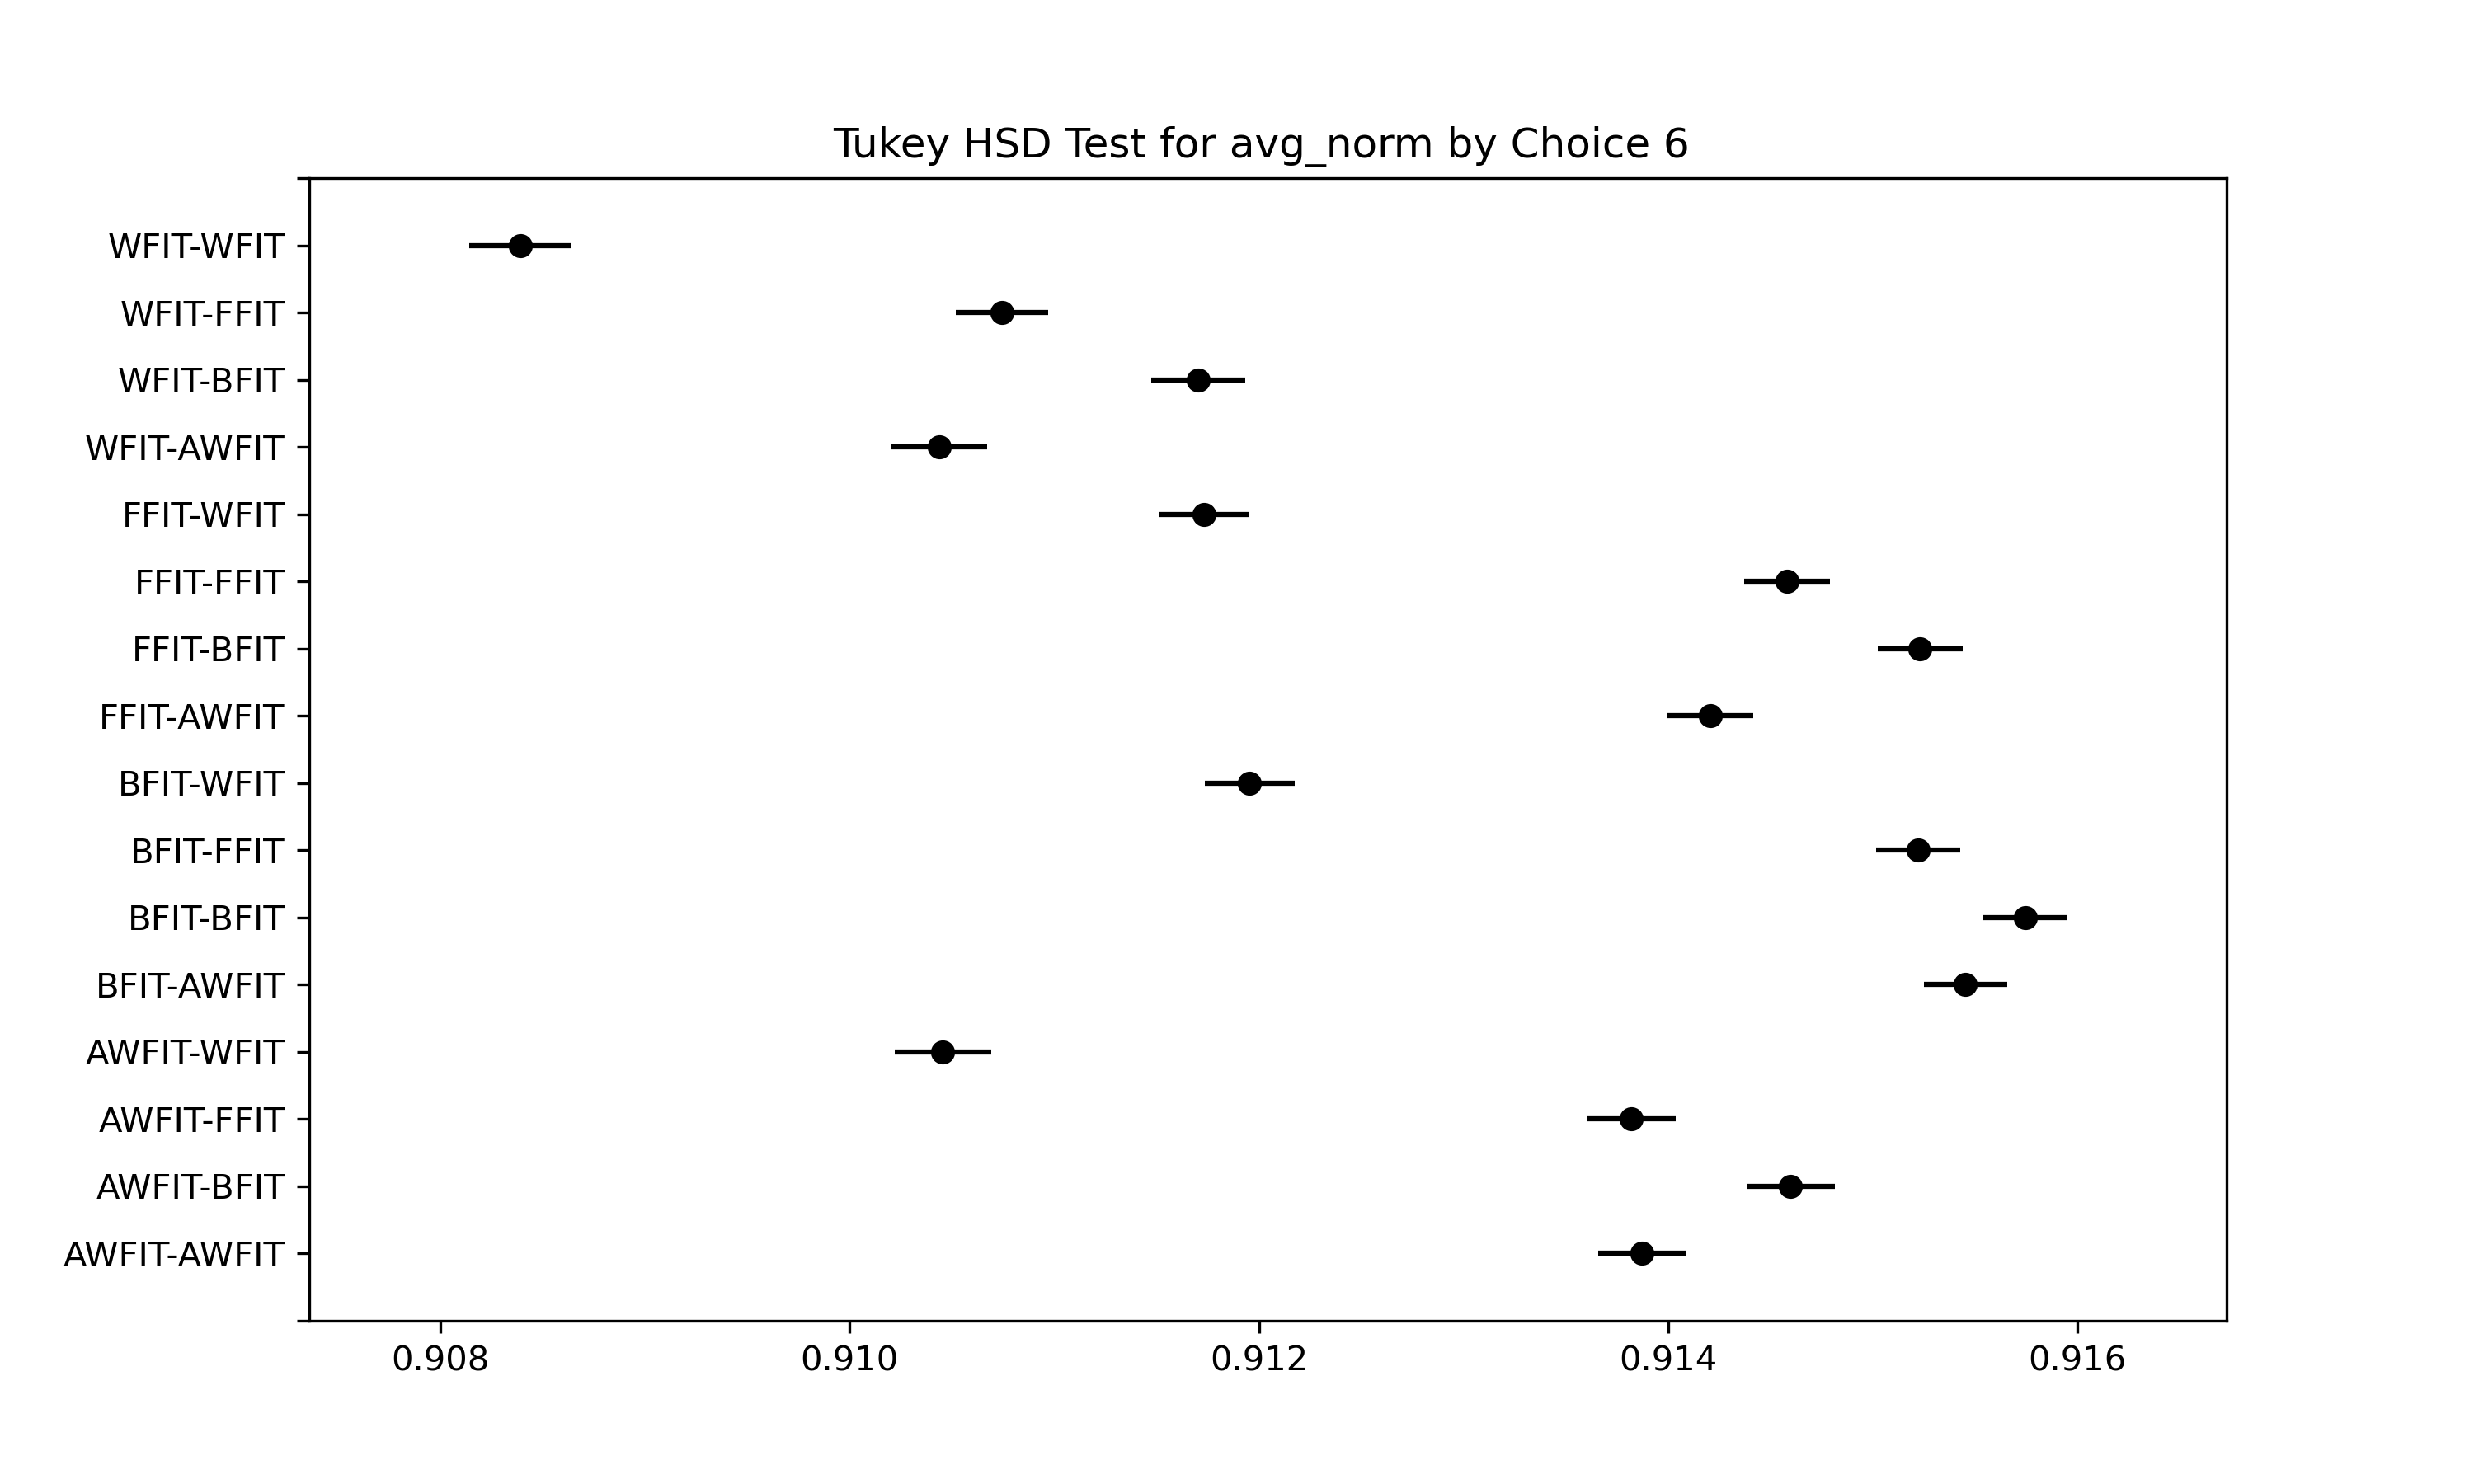 Tukey HSD Test for avg_norm by Choice 6
WFIT-WFIT
WFIT-FFIT
WFIT-BFIT
WFIT-AWFIT
FFIT-WFIT
FFIT-FFIT
FFIT-BFIT
FFIT-AWFIT
BFIT-WFIT
BFIT-FFIT
BFIT-BFIT
BFIT-AWFIT
AWFIT-WFIT
AWFIT-FFIT
AWFIT-BFIT
AWFIT-AWFIT
0.908 0.910 0.912 0.914 0.916